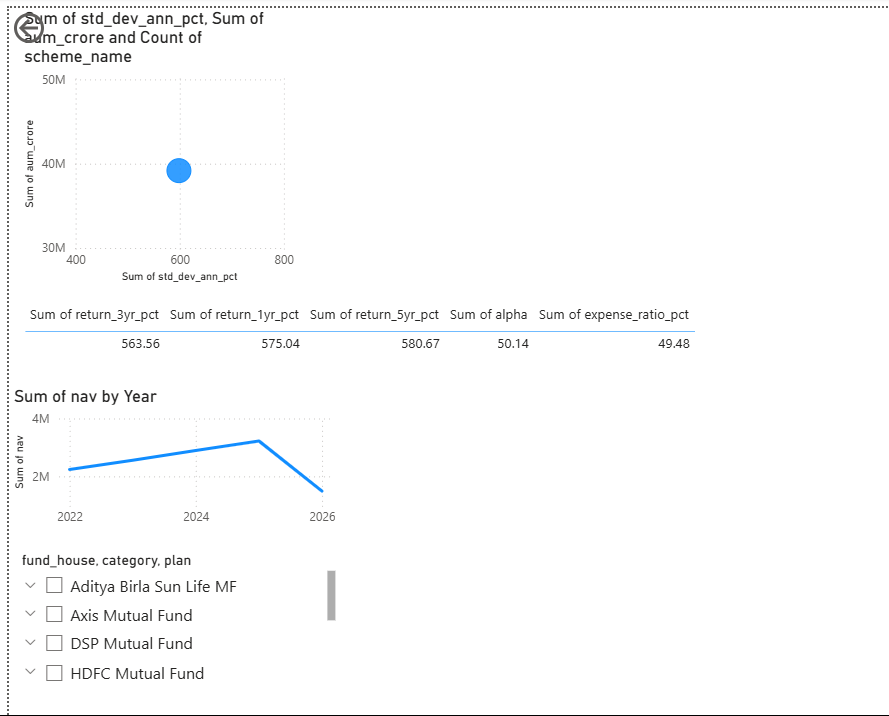 Sum of std_dev_ann_pct, Sum of
aum_crore and Count of
scheme_name
50M
40M
30M
Sum of aum_crore
400 600 800
Sum of std_dev_ann_pct
Sum of return_3yr_pct Sum of return_1yr_pct Sum of return_5yr_pct Sum of alpha Sum of expense_ratio_pct
563.56 575.04 580.67 50.14 49.48
Sum of nav by Year
4M
2M
Sum of nav
2022 2024 2026
fund_house, category, plan
Aditya Birla Sun Life MF
Axis Mutual Fund
DSP Mutual Fund
HDFC Mutual Fund